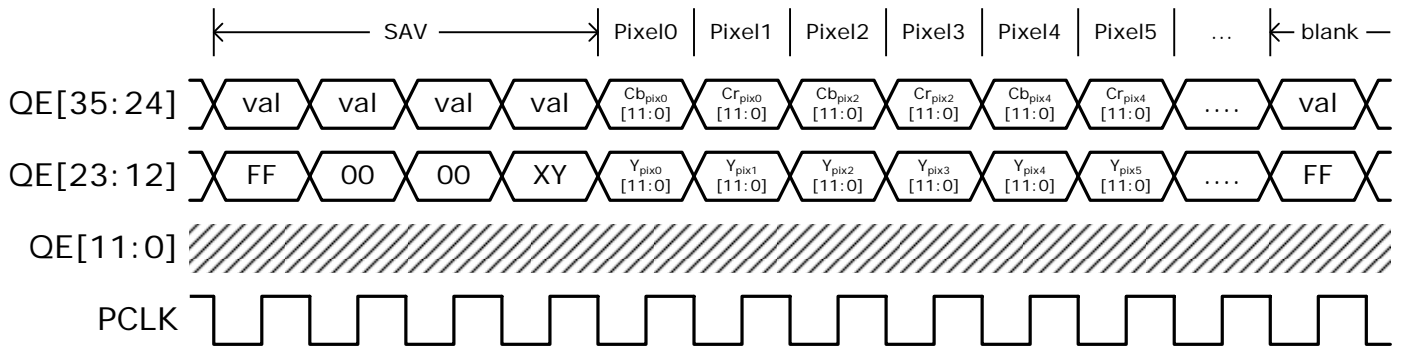 SAV Pixel0 Pixel1 Pixel2 Pixel3 Pixel4 Pixel5 ... blank
QE[35:24] val val val val Cbpix0 [11:0] Crpix0 [11:0] Cbpix2 [11:0] Crpix2 [11:0] Cbpix4 [11:0] Crpix4 [11:0] .... val
QE[23:12] FF 00 00 XY Ypix0 [11:0] Ypix1 [11:0] Ypix2 [11:0] Ypix3 [11:0] Ypix4 [11:0] Ypix5 [11:0] .... FF
QE[11:0]
PCLK